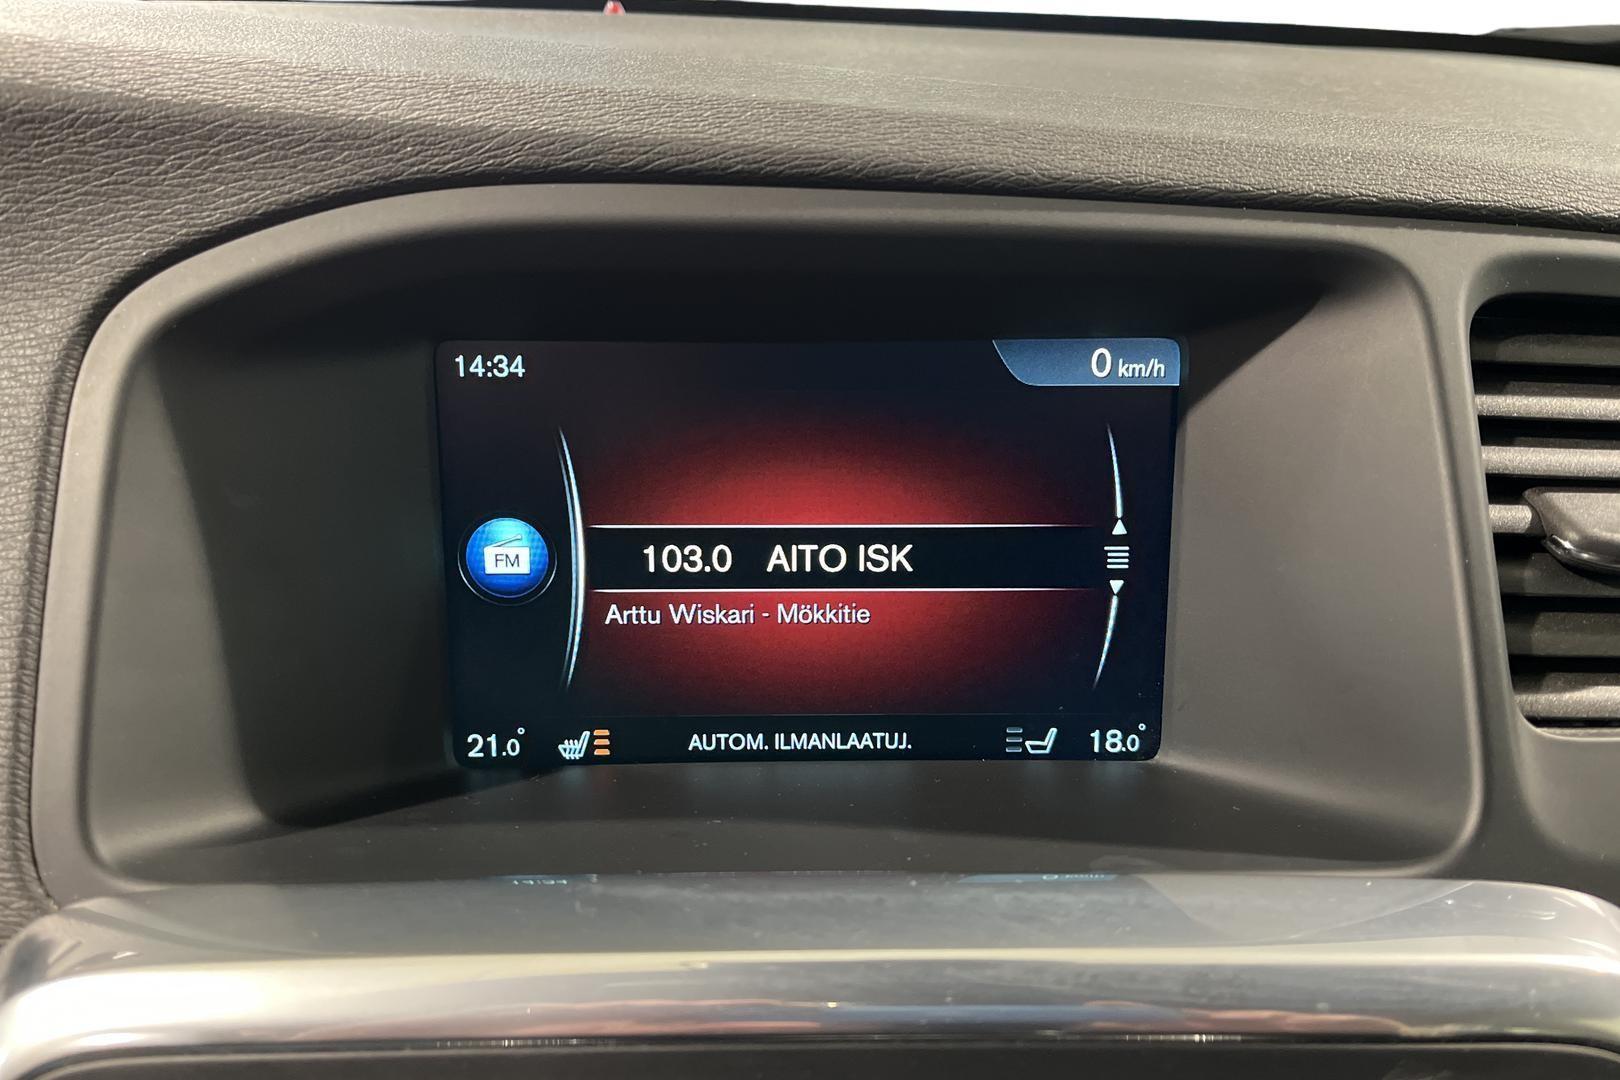 14:34
0 km/h
FM
103.0 AITO ISK
Arttu Wiskari - Mökkitie
21.0° AUTOM. ILMANLAATUJ. 18.0°